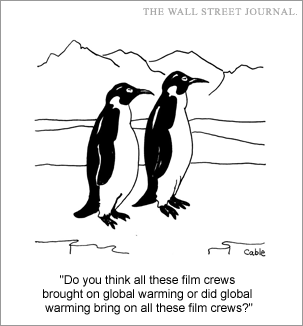 THE WALL STREET JOURNAL.
Cable
"Do you think all these film crews
brought on global warming or did global
warming bring on all these film crews?"